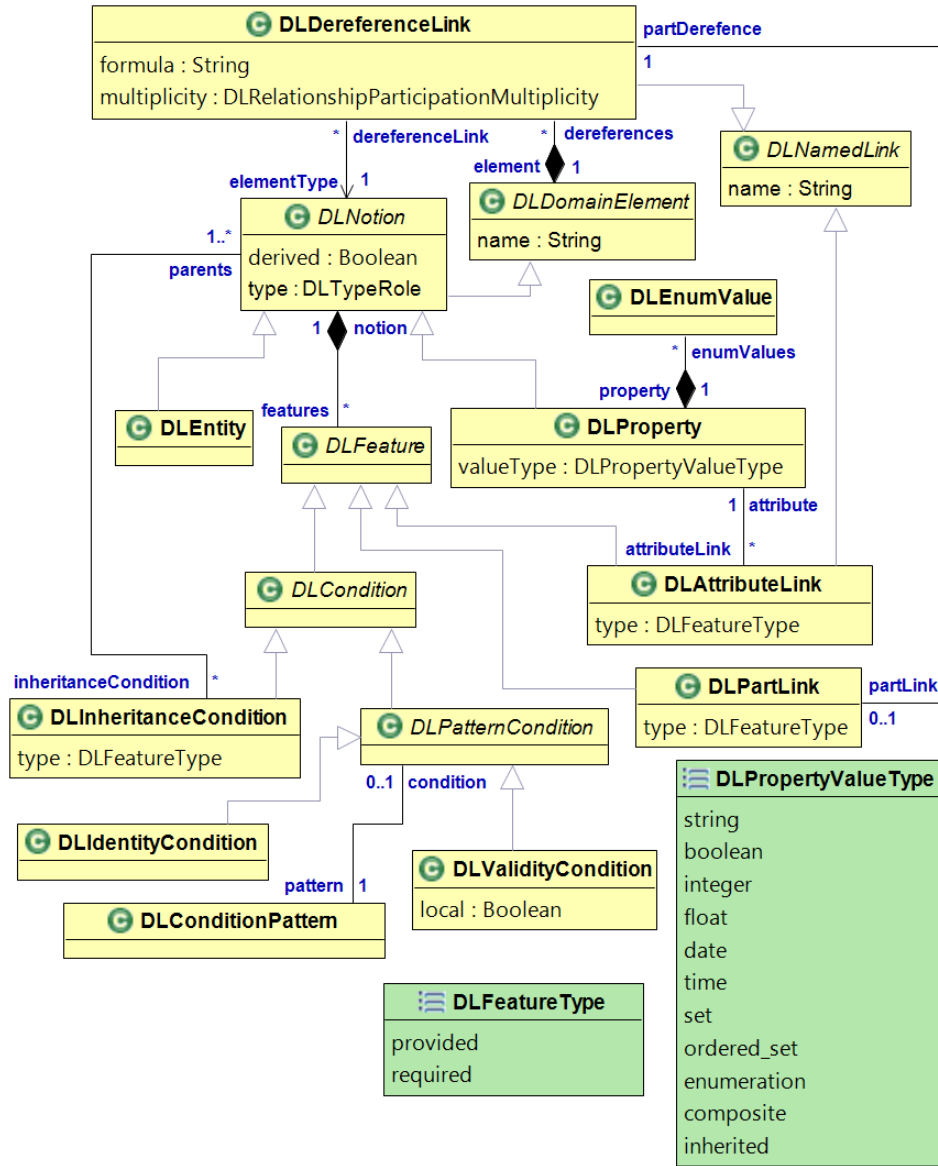 DLDereferenceLink
partDerefence
formula : String
1
multiplicity : DLRelationshipParticipationMultiplicity
* dereferenceLink
* dereferences
DLNamedLink
elementType 1
element 1
name : String
DLNotion
DLDomainElement
1..*
derived : Boolean
name : String
parents
type : DLTypeRole
DLEnumValue
1 notion
* enumValues
property 1
features *
DLEntity
DLProperty
DLFeature
valueType : DLPropertyValueType
1 attribute
attributeLink *
DLCondition
DLAttributeLink
type : DLFeatureType
inheritanceCondition *
DLPartLink
partLink
DLInheritanceCondition
DLPatternCondition
type : DLFeatureType
0..1
type : DLFeatureType
0..1 condition
DLPropertyValueType
DLIdentityCondition
string
boolean
DLValidityCondition
integer
pattern 1
local : Boolean
DLConditionPattern
float
date
time
DLFeatureType
set
provided
ordered_set
required
enumeration
composite
inherited